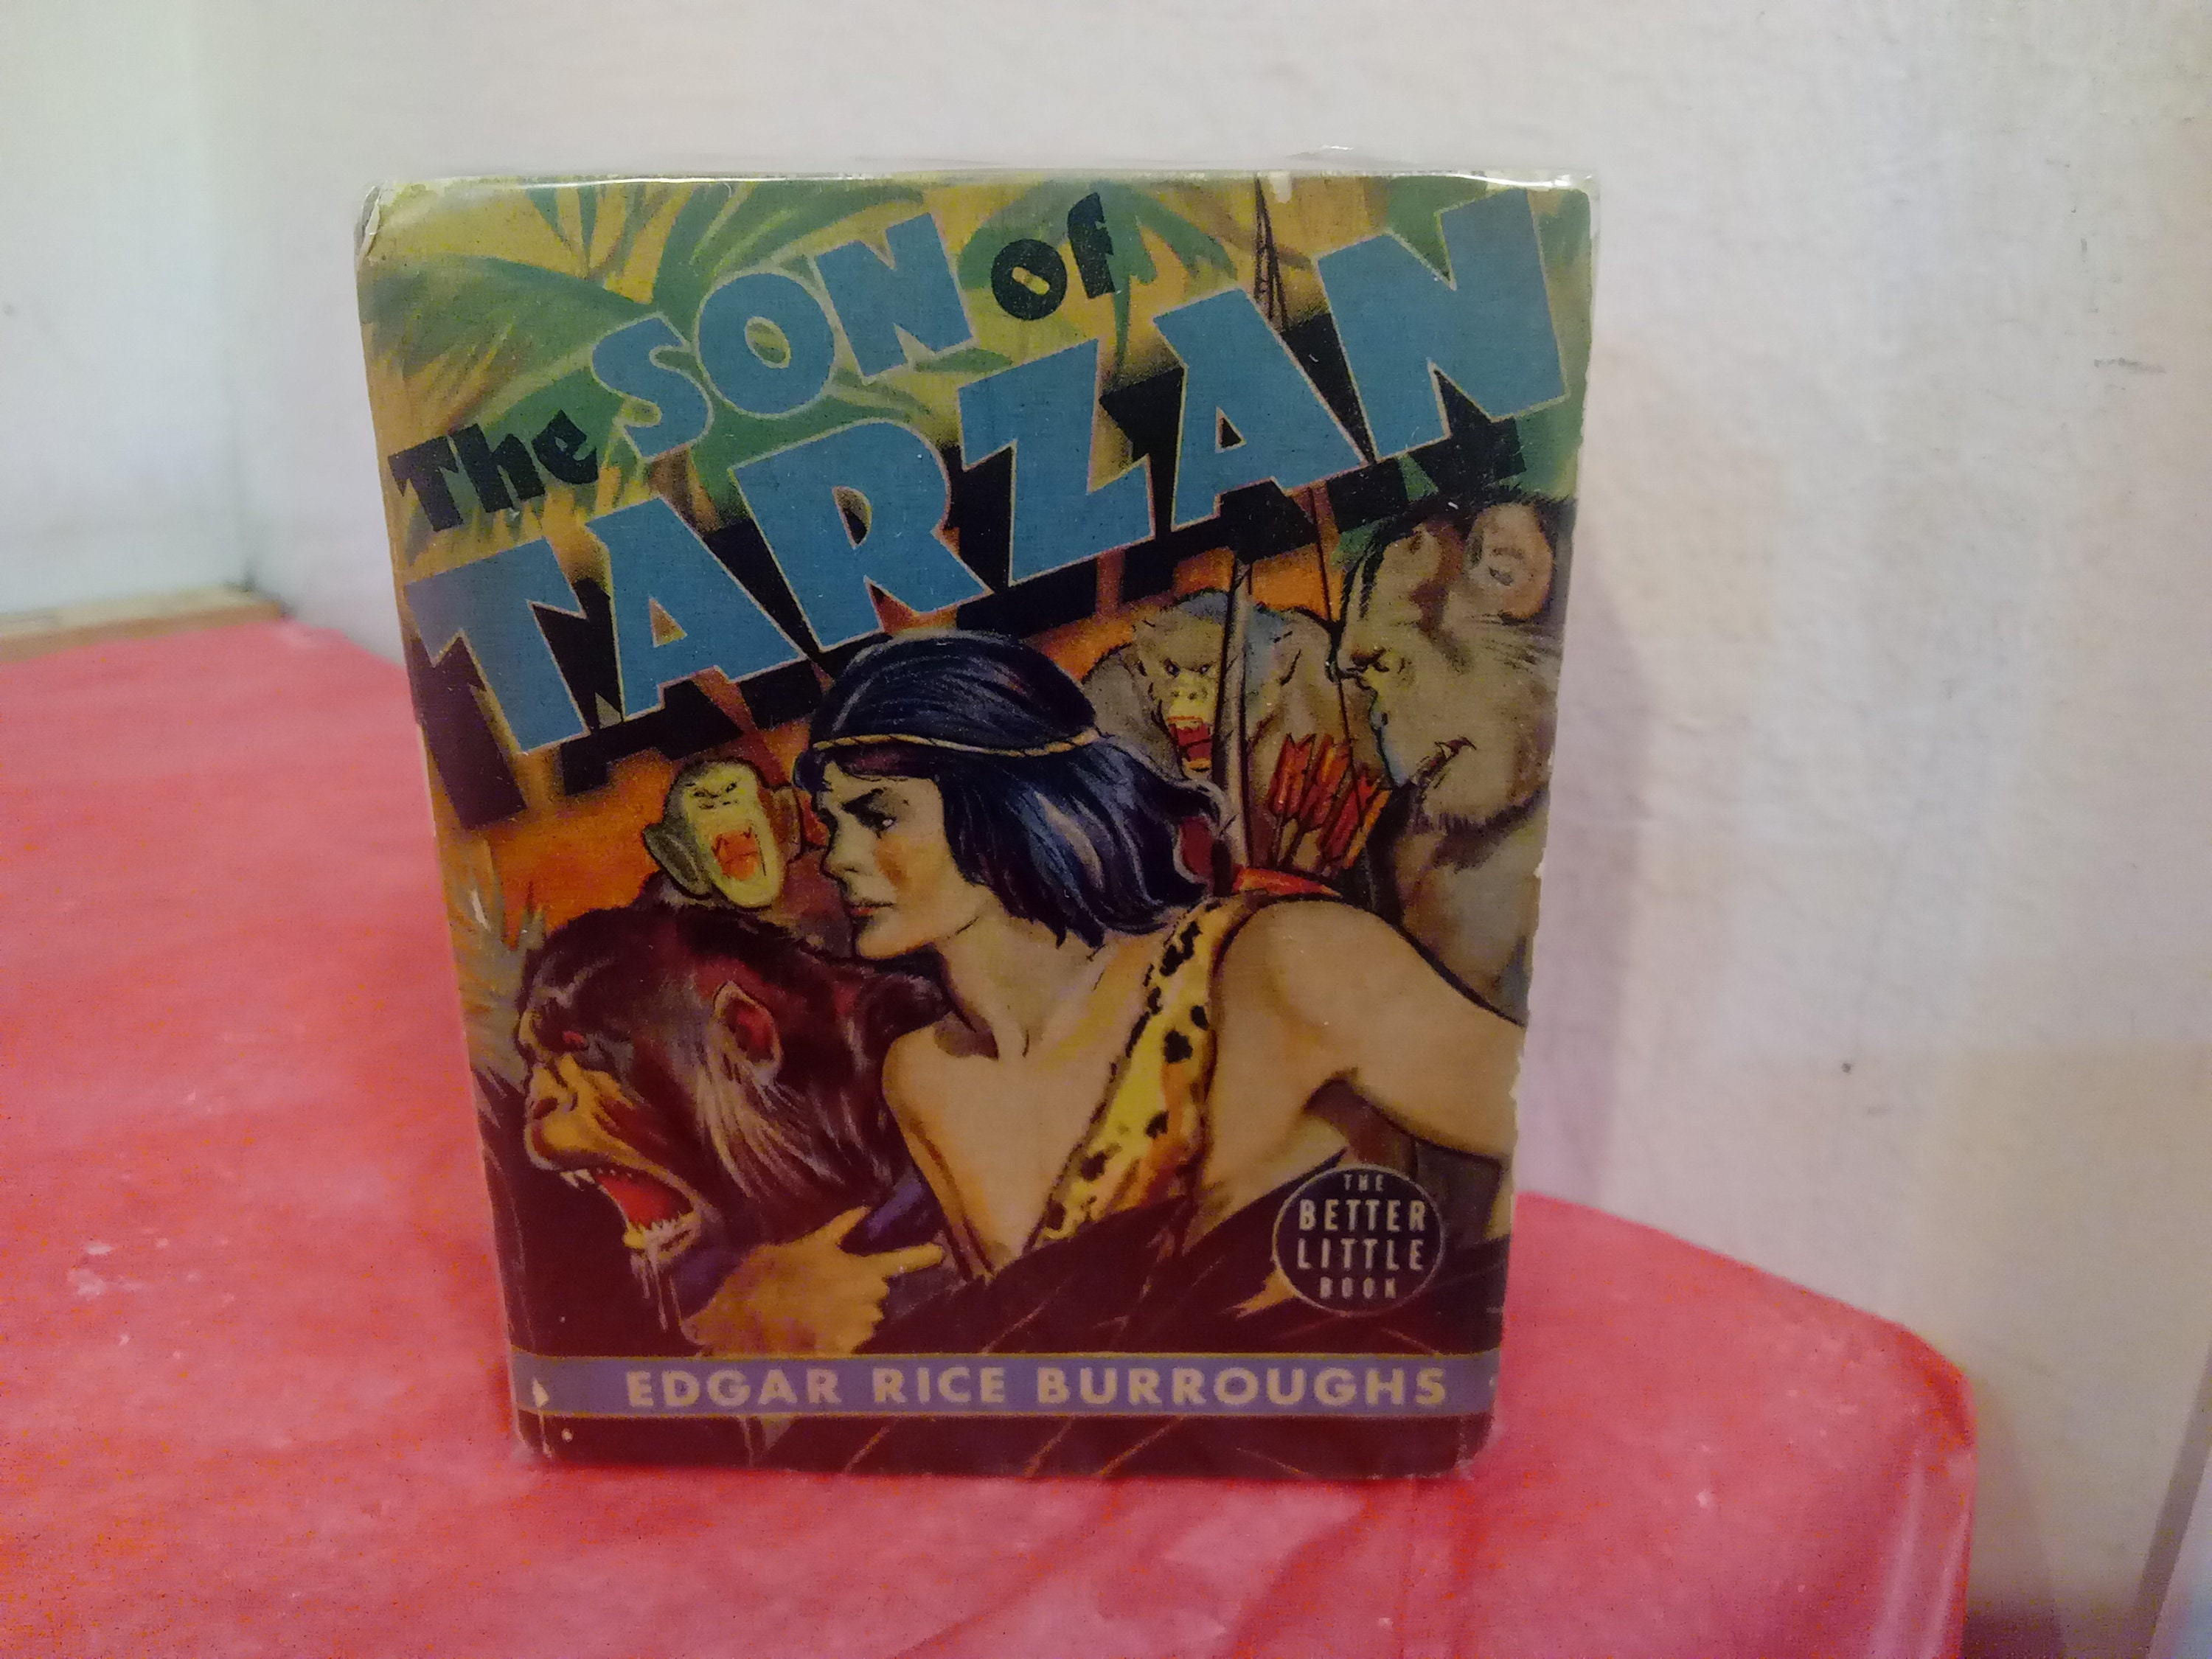 The SON of
TARZAN
THE
BETTER
LITTLE
BOOK
EDGAR RICE BURROUGHS